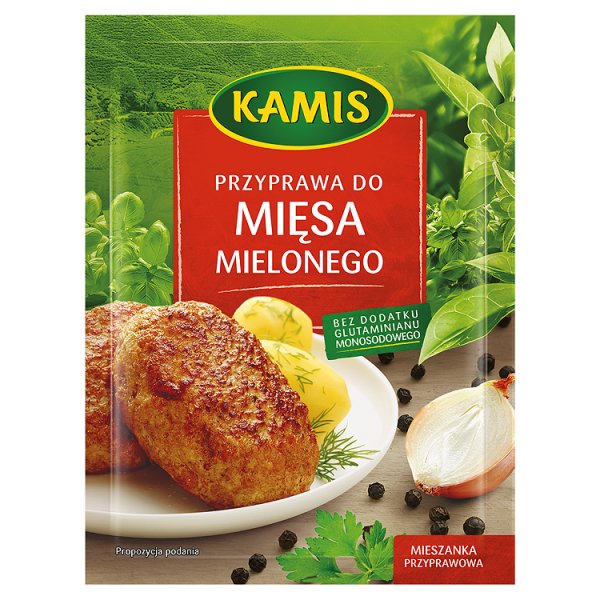 KAMIS
PRZYPRAWA DO
MIĘSA
MIELONEGO
BEZ DODATKU
GLUTAMINIANU
MONOSODOWEGO
Propozycja podania
MIESZANKA
PRZYPRAWOWA